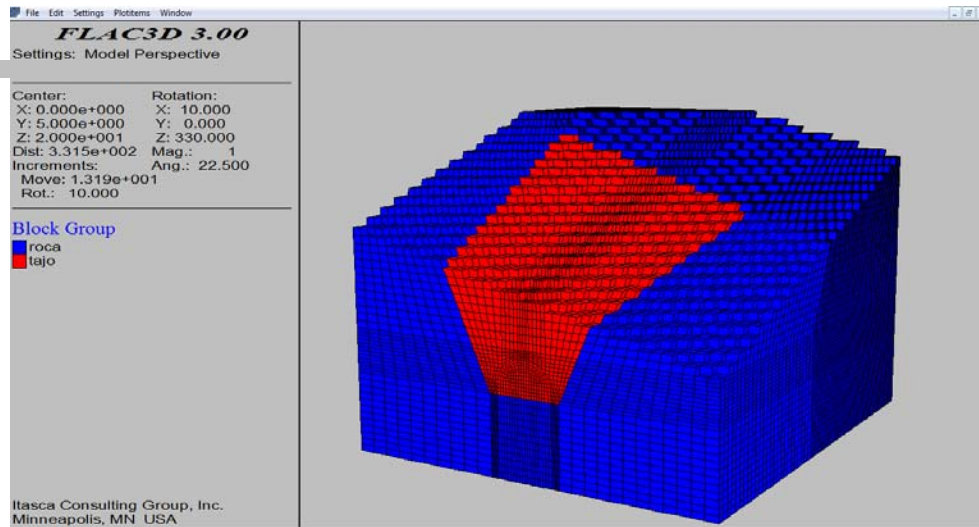 File Edit Settings Plotitems Window
FLAC3D 3.00
Settings: Model Perspective
Center: Rotation:
X: 0.000e+000 X: 10.000
Y: 5.000e+000 Y: 0.000
Z: 2.000e+001 Z: 330.000
Dist: 3.315e+002 Mag.: 1
Increments: Ang.: 22.500
Move: 1.319e+001
Rot.: 10.000
Block Group
roca
tajo
Itasca Consulting Group, Inc.
Minneapolis, MN USA